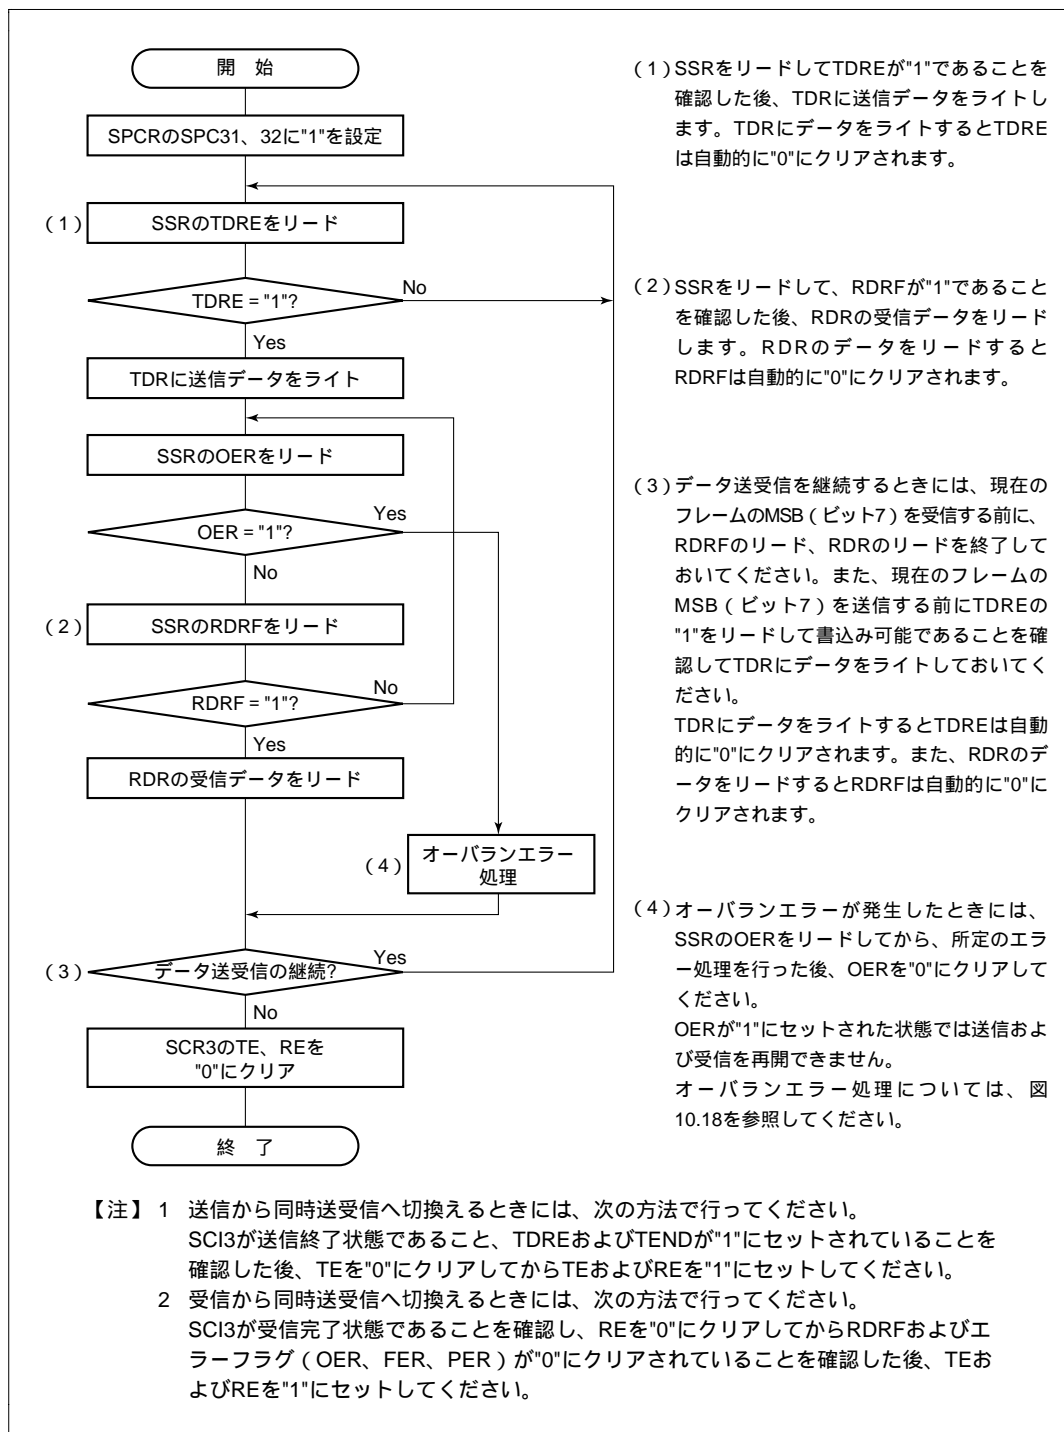 開 始
SPCRのSPC31、32に"1"を設定
(1)
SSRのTDREをリード
TDRE = "1"?
No
Yes
TDRに送信データをライト
SSRのOERをリード
OER = "1"?
Yes
No
(2)
SSRのRDRFをリード
RDRF = "1"?
No
Yes
RDRの受信データをリード
(4)
オーバランエラー
処理
(3)
データ送受信の継続?
Yes
No
SCR3のTE、REを
"0"にクリア
終 了
(1)SSRをリードしてTDREが"1"であることを
確認した後、TDRに送信データをライトし
ます。TDRにデータをライトするとTDRE
は自動的に"0"にクリアされます。
(2)SSRをリードして、RDRFが"1"であること
を確認した後、RDRの受信データをリード
します。RDRのデータをリードすると
RDRFは自動的に"0"にクリアされます。
(3)データ送受信を継続するときには、現在の
フレームのMSB(ビット7)を受信する前に、
RDRFのリード、RDRのリードを終了して
おいてください。また、現在のフレームの
MSB(ビット7)を送信する前にTDREの
"1"をリードして書込み可能であることを確
認してTDRにデータをライトしておいてく
ださい。
TDRにデータをライトするとTDREは自動
的に"0"にクリアされます。また、RDRのデ
ータをリードするとRDRFは自動的に"0"に
クリアされます。
(4)オーバランエラーが発生したときには、
SSRのOERをリードしてから、所定のエラ
ー処理を行った後、OERを"0"にクリアして
ください。
OERが"1"にセットされた状態では送信およ
び受信を再開できません。
オーバランエラー処理については、図
10.18を参照してください。
【注】 1 送信から同時送受信へ切換えるときには、次の方法で行ってください。
SCI3が送信終了状態であること、TDREおよびTENDが"1"にセットされていることを
確認した後、TEを"0"にクリアしてからTEおよびREを"1"にセットしてください。
2 受信から同時送受信へ切換えるときには、次の方法で行ってください。
SCI3が受信完了状態であることを確認し、REを"0"にクリアしてからRDRFおよびエ
ラーフラグ(OER、FER、PER)が"0"にクリアされていることを確認した後、TEお
よびREを"1"にセットしてください。